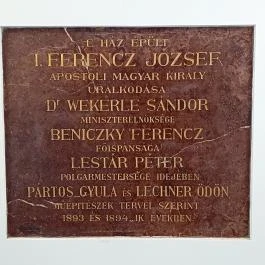 E HÁZ ÉPÜLT
I. FERENCZ JÓZSEF
APOSTOLI MAGYAR KIRÁLY
URALKODÁSA
Dʳ WEKERLE SÁNDOR
MINISZTERELNÖKSÉGE
BENICZKY FERENCZ
FŐISPÁNSÁGA
LESTÁR PÉTER
POLGÁRMESTERSÉGE IDEJÉBEN
PÁRTOS GYULA ÉS LECHNER ÖDÖN
MŰÉPITÉSZEK TERVEI SZERINT
1893 ÉS 1894-IK ÉVEKBEN.